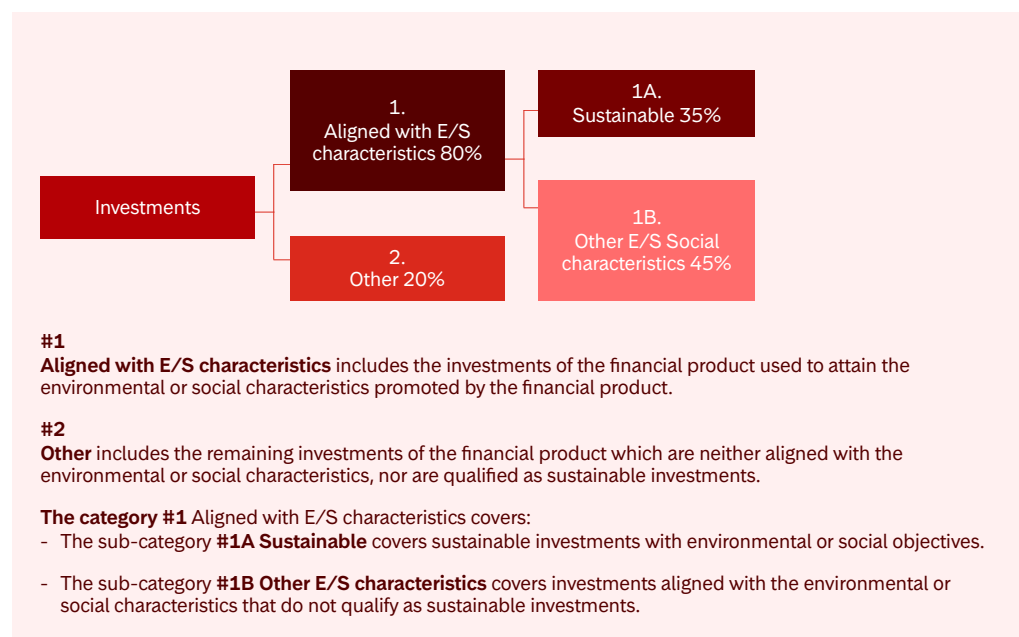 1.
Aligned with E/S
characteristics 80%
1A.
Sustainable 35%
Investments
1B.
Other E/S Social
characteristics 45%
2.
Other 20%
#1
Aligned with E/S characteristics includes the investments of the financial product used to attain the
environmental or social characteristics promoted by the financial product.
#2
Other includes the remaining investments of the financial product which are neither aligned with the
environmental or social characteristics, nor are qualified as sustainable investments.
The category #1 Aligned with E/S characteristics covers:
- The sub-category #1A Sustainable covers sustainable investments with environmental or social objectives.
- The sub-category #1B Other E/S characteristics covers investments aligned with the environmental or
social characteristics that do not qualify as sustainable investments.